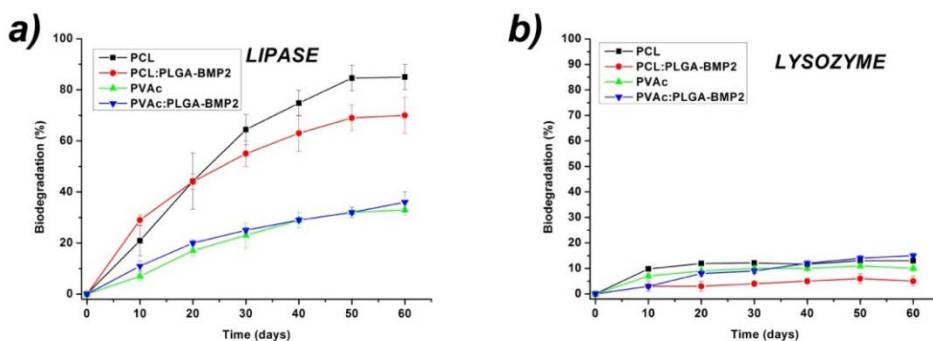 a)
LIPASE
PCL
PCL:PLGA-BMP2
PVAc
PVAc:PLGA-BMP2
Biodegradation (%)
100
80
60
40
20
0
0 10 20 30 40 50 60
Time (days)
b)
LYSOZYME
PCL
PCL:PLGA-BMP2
PVAc
PVAc:PLGA-BMP2
Biodegradation (%)
100
90
80
70
60
50
40
30
20
10
0
0 10 20 30 40 50 60
Time (days)